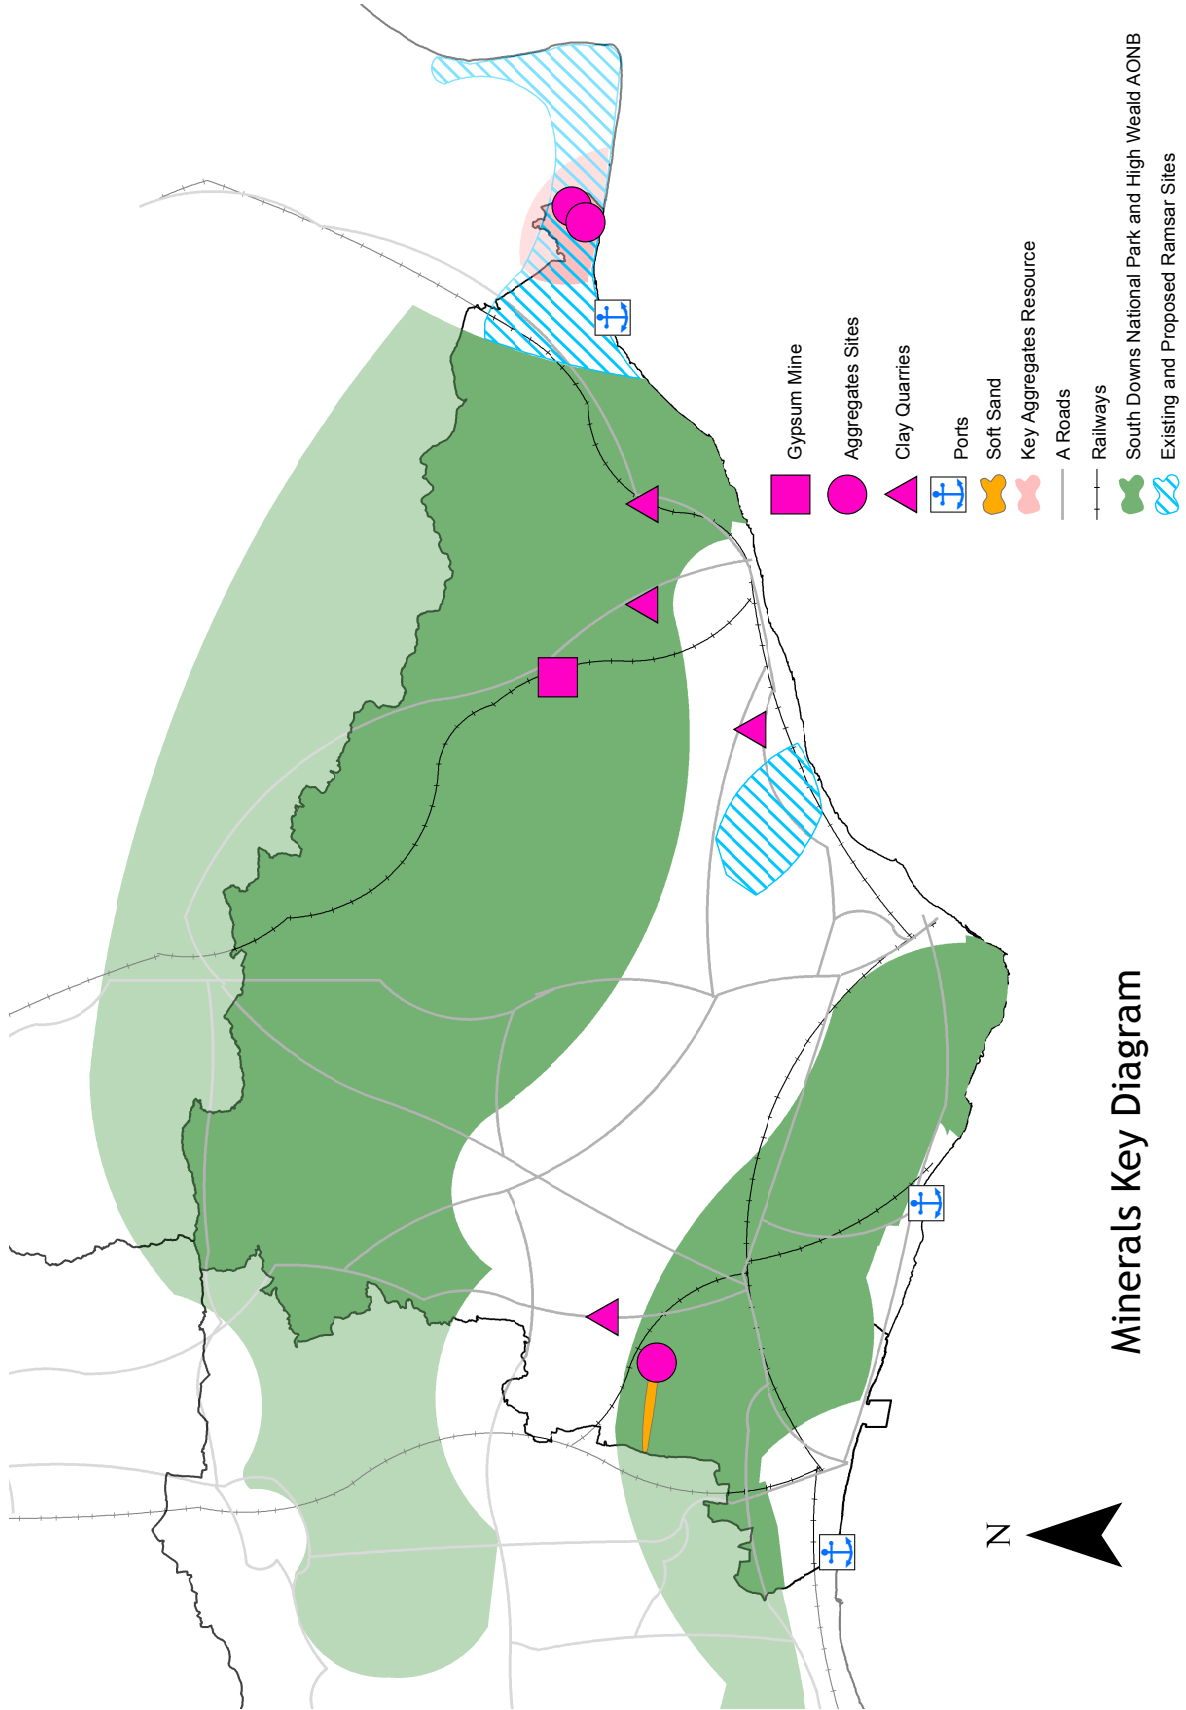 N
Minerals Key Diagram
Gypsum Mine
Aggregates Sites
Clay Quarries
Ports
Soft Sand
Key Aggregates Resource
A Roads
Railways
South Downs National Park and High Weald AONB
Existing and Proposed Ramsar Sites